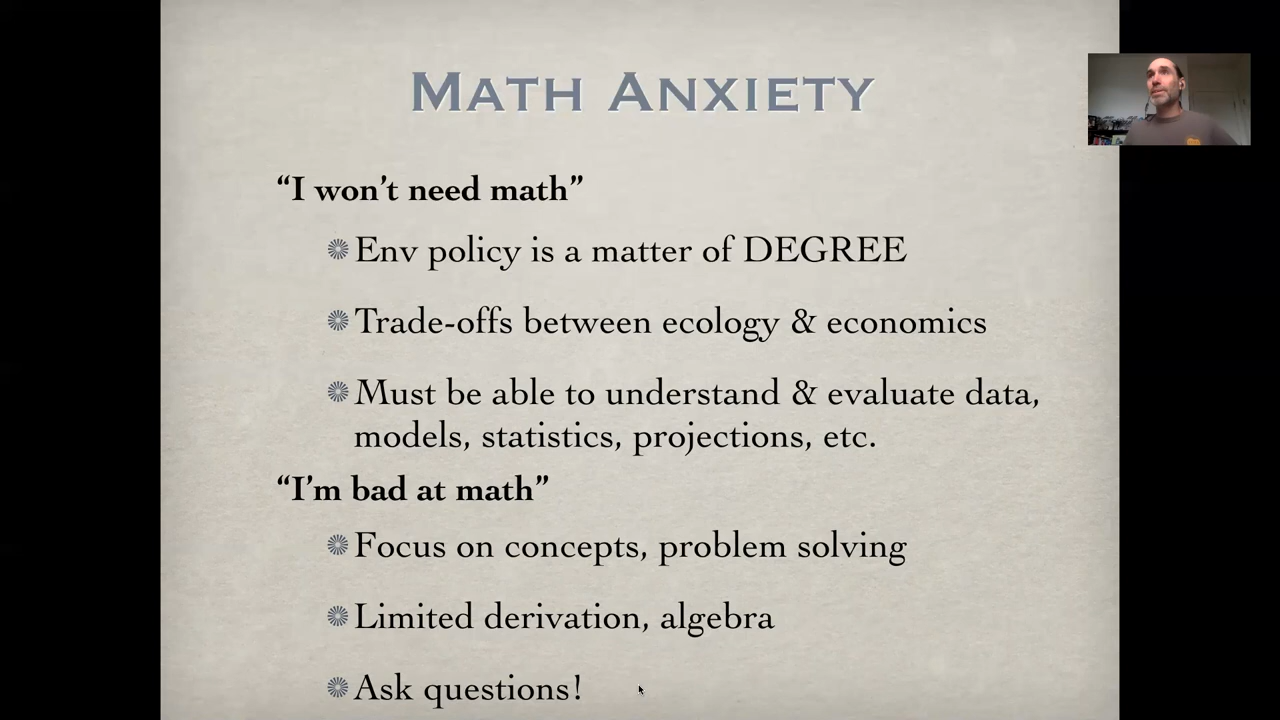 Math Anxiety
“I won’t need math”
Env policy is a matter of DEGREE
Trade-offs between ecology & economics
Must be able to understand & evaluate data,
models, statistics, projections, etc.
“I’m bad at math”
Focus on concepts, problem solving
Limited derivation, algebra
Ask questions!